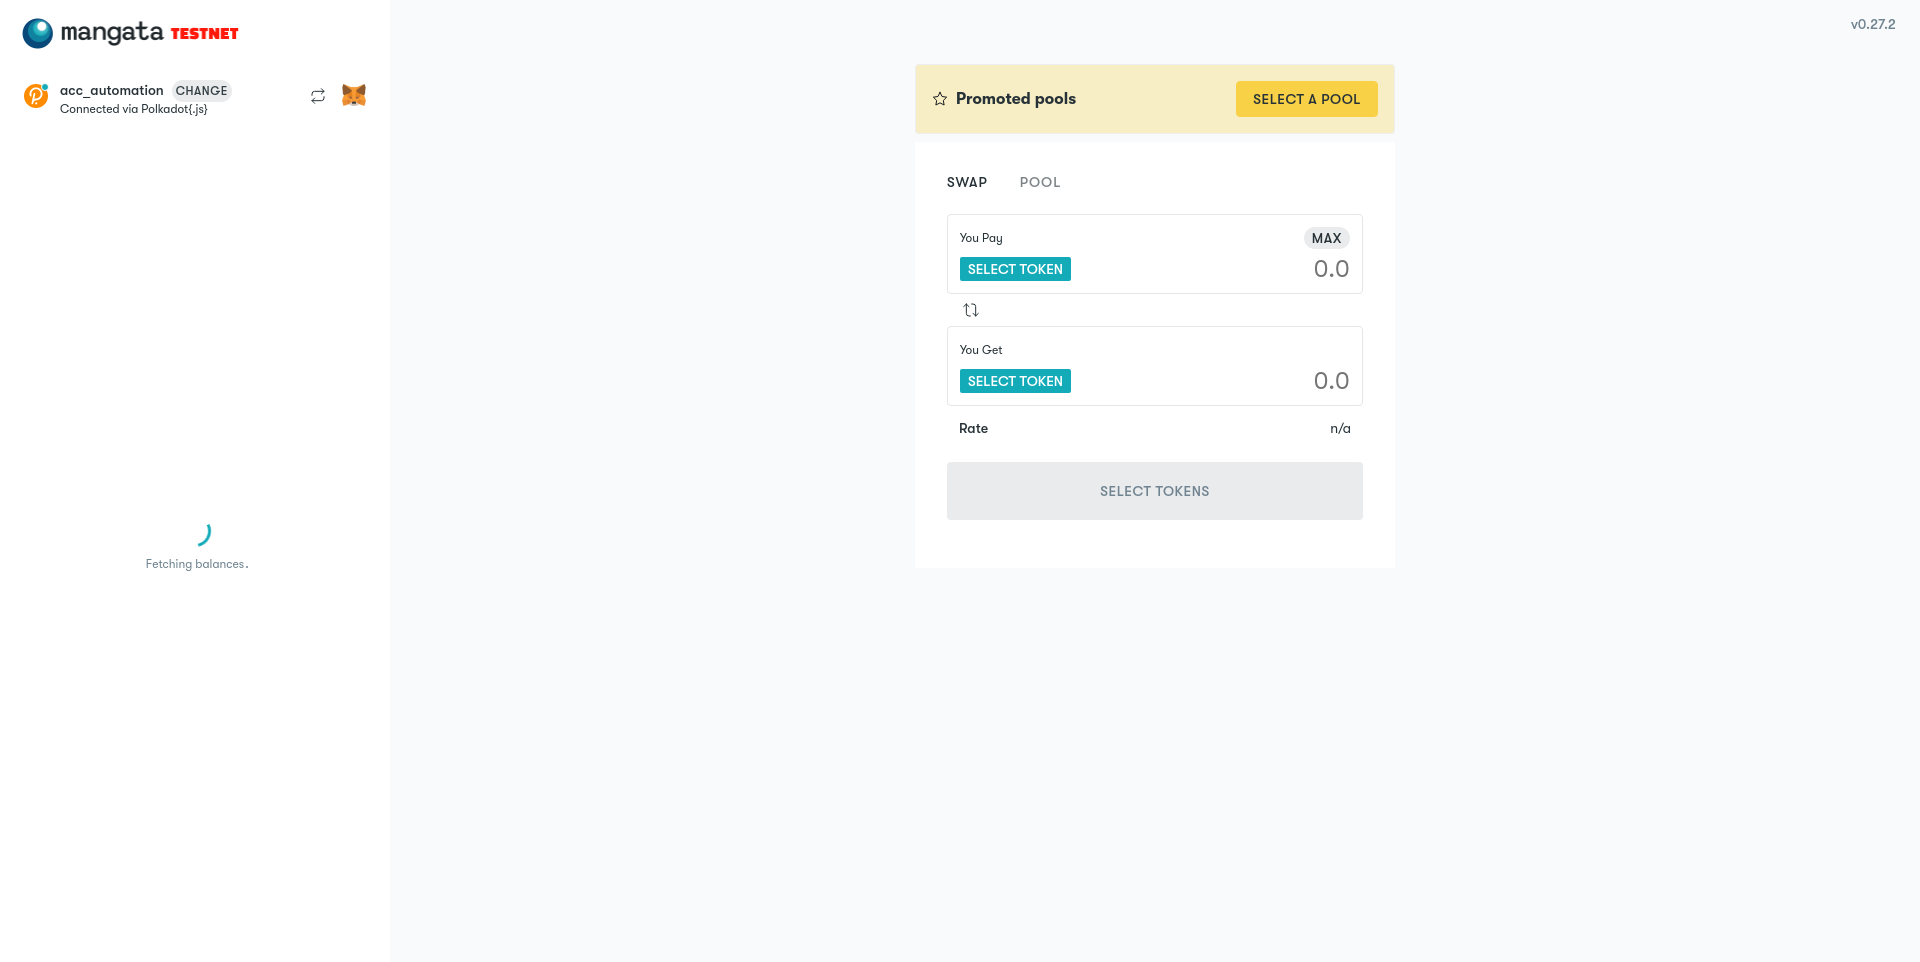 mangata TESTNET
v0.27.2
acc_automation CHANGE
Connected via Polkadot{.js}
Promoted pools SELECT A POOL
SWAP POOL
You Pay MAX
SELECT TOKEN 0.0
You Get
SELECT TOKEN 0.0
Rate n/a
SELECT TOKENS
Fetching balances.